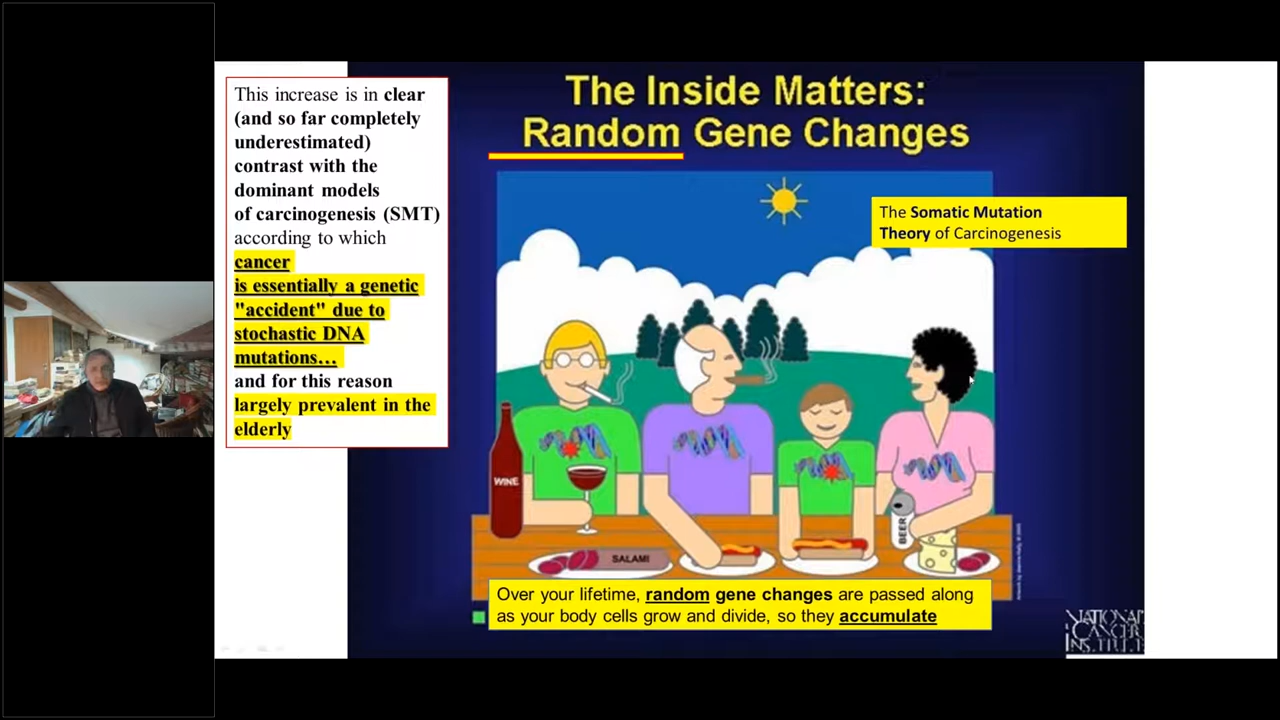 This increase is in clear
(and so far completely
underestimated)
contrast with the
dominant models
of carcinogenesis (SMT)
according to which
cancer
is essentially a genetic
"accident" due to
stochastic DNA
mutations…
and for this reason
largely prevalent in the
elderly
The Inside Matters:
Random Gene Changes
The Somatic Mutation
Theory of Carcinogenesis
WINE
BEER
SALAMI
Over your lifetime, random gene changes are passed along
as your body cells grow and divide, so they accumulate
NATIONAL
CANCER
INSTITUTE